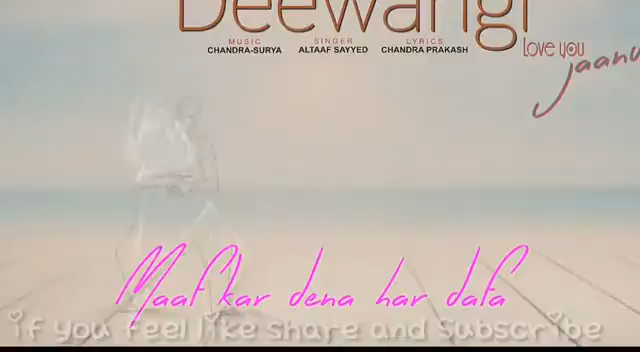 Deewangi
MUSIC SINGER LYRICS
CHANDRA-SURYA ALTAAF SAYYED CHANDRA PRAKASH
Love you
jaanu
Maaf kar dena har dafa
if you feel like share and Subscribe